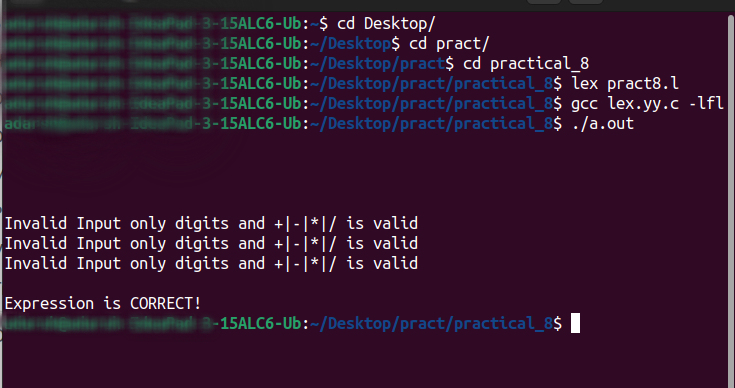 -3-15ALC6-Ub:~$ cd Desktop/
-3-15ALC6-Ub:~/Desktop$ cd pract/
-3-15ALC6-Ub:~/Desktop/pract$ cd practical_8
-3-15ALC6-Ub:~/Desktop/pract/practical_8$ lex pract8.l
-3-15ALC6-Ub:~/Desktop/pract/practical_8$ gcc lex.yy.c -lfl
-3-15ALC6-Ub:~/Desktop/pract/practical_8$ ./a.out
Invalid Input only digits and +|-|*|/ is valid
Invalid Input only digits and +|-|*|/ is valid
Invalid Input only digits and +|-|*|/ is valid
Expression is CORRECT!
-3-15ALC6-Ub:~/Desktop/pract/practical_8$